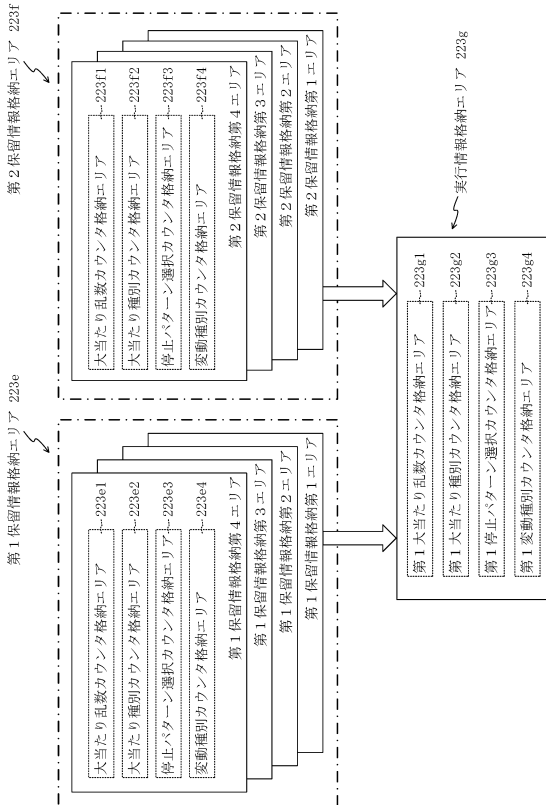 第1保留情報格納エリア 223e
大当たり乱数カウンタ格納エリア 223e1
大当たり種別カウンタ格納エリア 223e2
停止パターン選択カウンタ格納エリア 223e3
変動種別カウンタ格納エリア 223e4
第1保留情報格納第4エリア
第1保留情報格納第3エリア
第1保留情報格納第2エリア
第1保留情報格納第1エリア
第2保留情報格納エリア 223f
大当たり乱数カウンタ格納エリア 223f1
大当たり種別カウンタ格納エリア 223f2
停止パターン選択カウンタ格納エリア 223f3
変動種別カウンタ格納エリア 223f4
第2保留情報格納第4エリア
第2保留情報格納第3エリア
第2保留情報格納第2エリア
第2保留情報格納第1エリア
実行情報格納エリア 223g
第1大当たり乱数カウンタ格納エリア 223g1
第1大当たり種別カウンタ格納エリア 223g2
第1停止パターン選択カウンタ格納エリア 223g3
第1変動種別カウンタ格納エリア 223g4